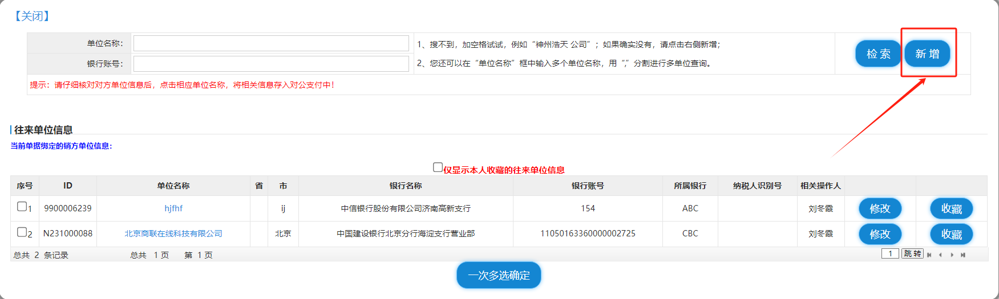 【关闭】
单位名称：
1、搜不到，加空格试试，例如“神州浩天 公司”；如果确实没有，请点击右侧新增；
检 索
新 增
银行账号：
2、您还可以在“单位名称”框中输入多个单位名称，用“,”分割进行多单位查询。
提示：请仔细核对对方单位信息后，点击相应单位名称，将相关信息存入对公支付中！
往来单位信息
当前单据绑定的销方单位信息：
仅显示本人收藏的往来单位信息
序号 ID 单位名称 省 市 银行名称 银行账号 所属银行 纳税人识别号 相关操作人
1 9900006239 hjfhf ij 中信银行股份有限公司济南高新支行 154 ABC 刘冬霞 修改 收藏
2 N231000088 北京商联在线科技有限公司 北京 中国建设银行北京分行海淀支行营业部 11050163360000002725 CBC 刘冬霞 修改 收藏
总共 2 条记录 总共 1 页 第 1 页 1 跳 转
一次多选确定